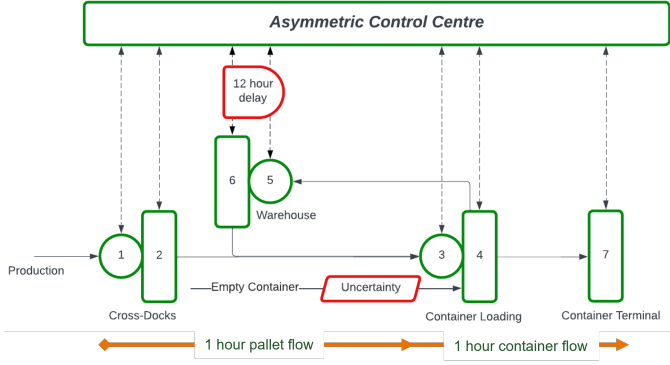 Asymmetric Control Centre
12 hour
delay
6
5
Warehouse
1
2
3
4
7
Production
Empty Container
Uncertainty
Cross-Docks
Container Loading
Container Terminal
1 hour pallet flow
1 hour container flow